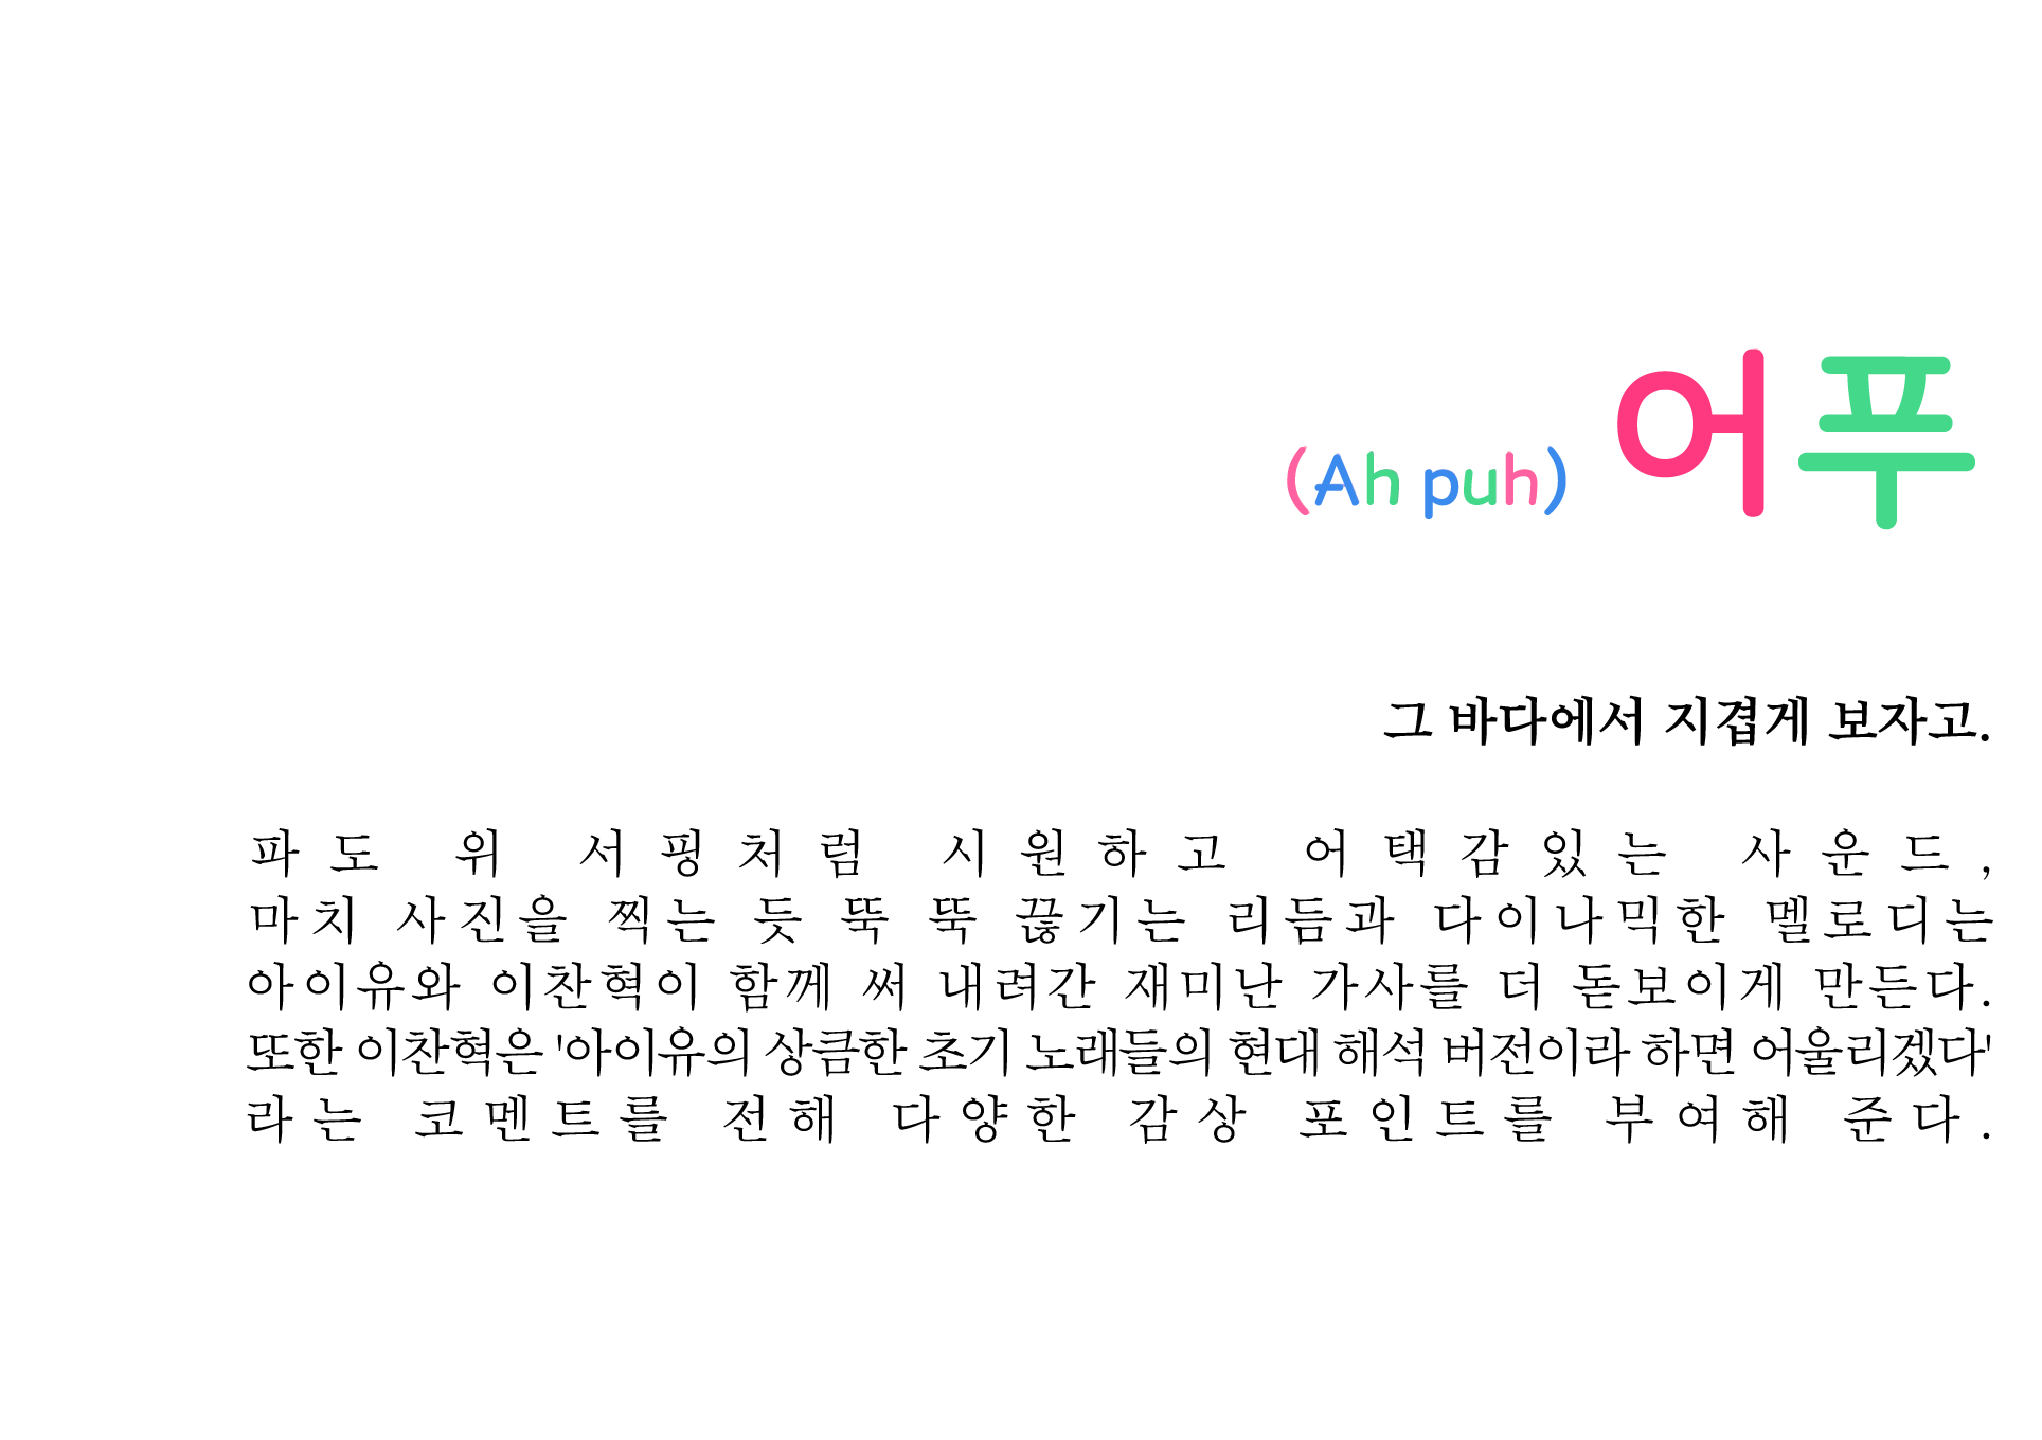 (Ah puh) 어푸
그 바다에서 지겹게 보자고.
파도 위 서핑처럼 시원하고 어택감있는 사운드,
마치 사진을 찍는 듯 뚝 뚝 끊기는 리듬과 다이나믹한 멜로디는
아이유와 이찬혁이 함께 써 내려간 재미난 가사를 더 돋보이게 만든다.
또한 이찬혁은 '아이유의 상큼한 초기 노래들의 현대 해석 버전이라 하면 어울리겠다'
라는 코멘트를 전해 다양한 감상 포인트를 부여해 준다.